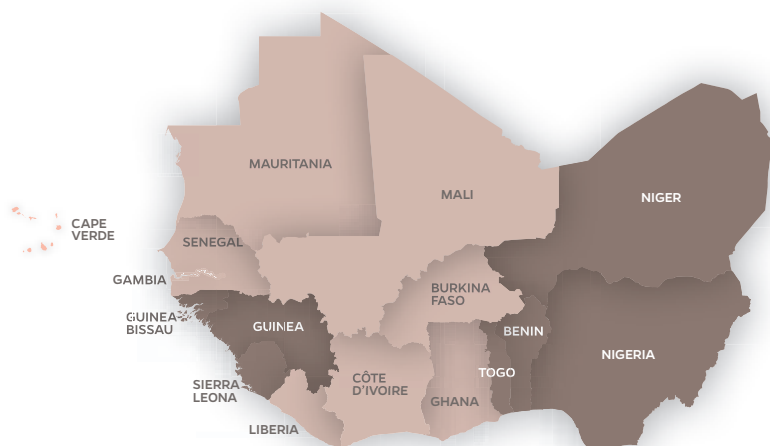 MAURITANIA
MALI
NIGER
CAPE
VERDE
SENEGAL
GAMBIA
BURKINA
FASO
GUINEA
BISSAU
GUINEA
BENIN
NIGERIA
TOGO
SIERRA
LEONA
CÔTE
D'IVOIRE
GHANA
LIBERIA